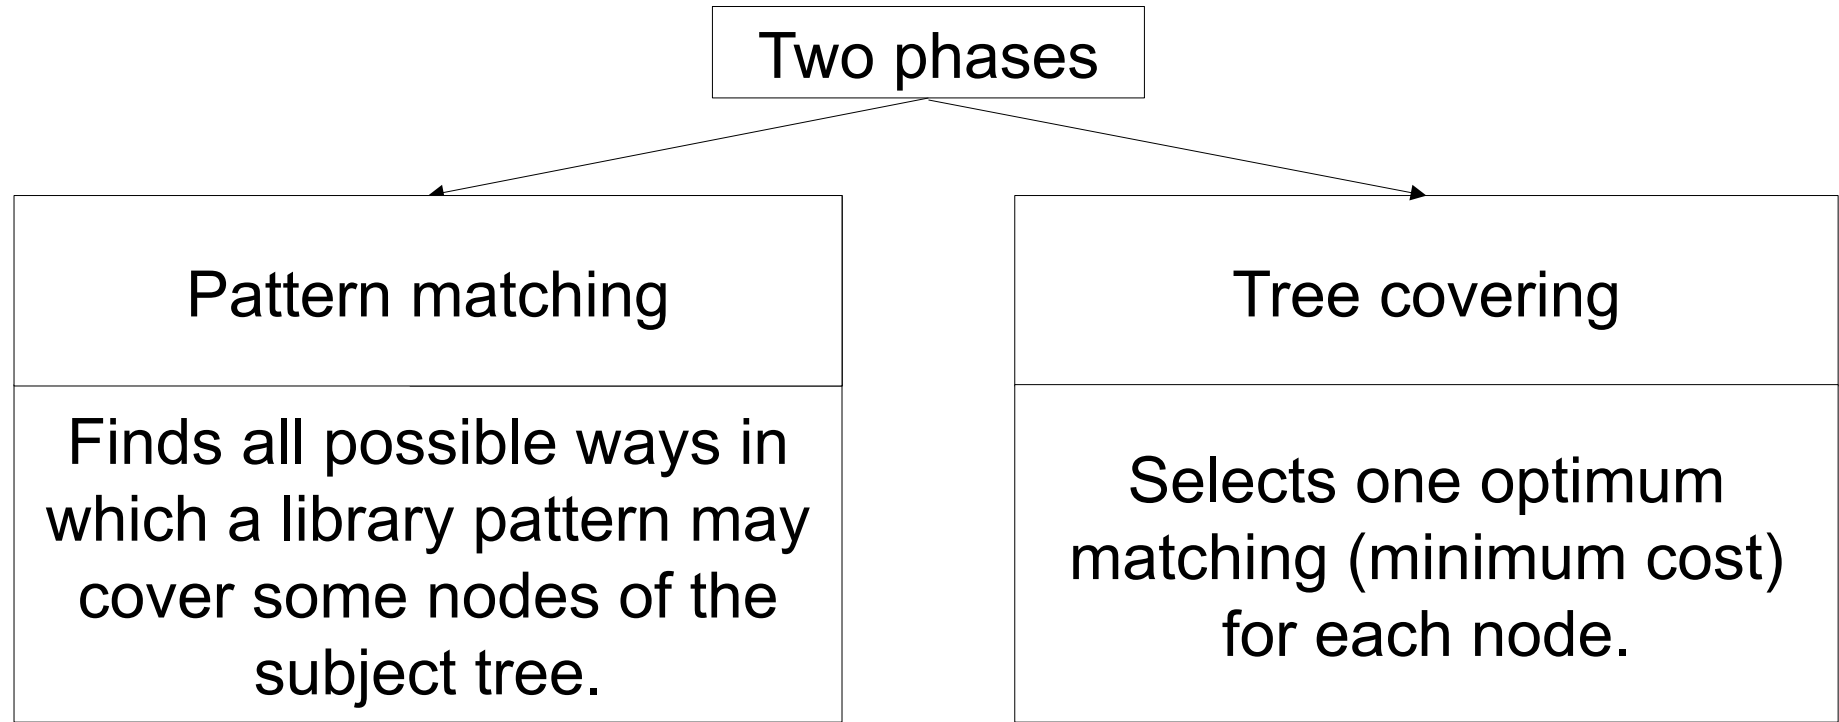 Two phases
Pattern matching
Finds all possible ways in
which a library pattern may
cover some nodes of the
subject tree.
Tree covering
Selects one optimum
matching (minimum cost)
for each node.